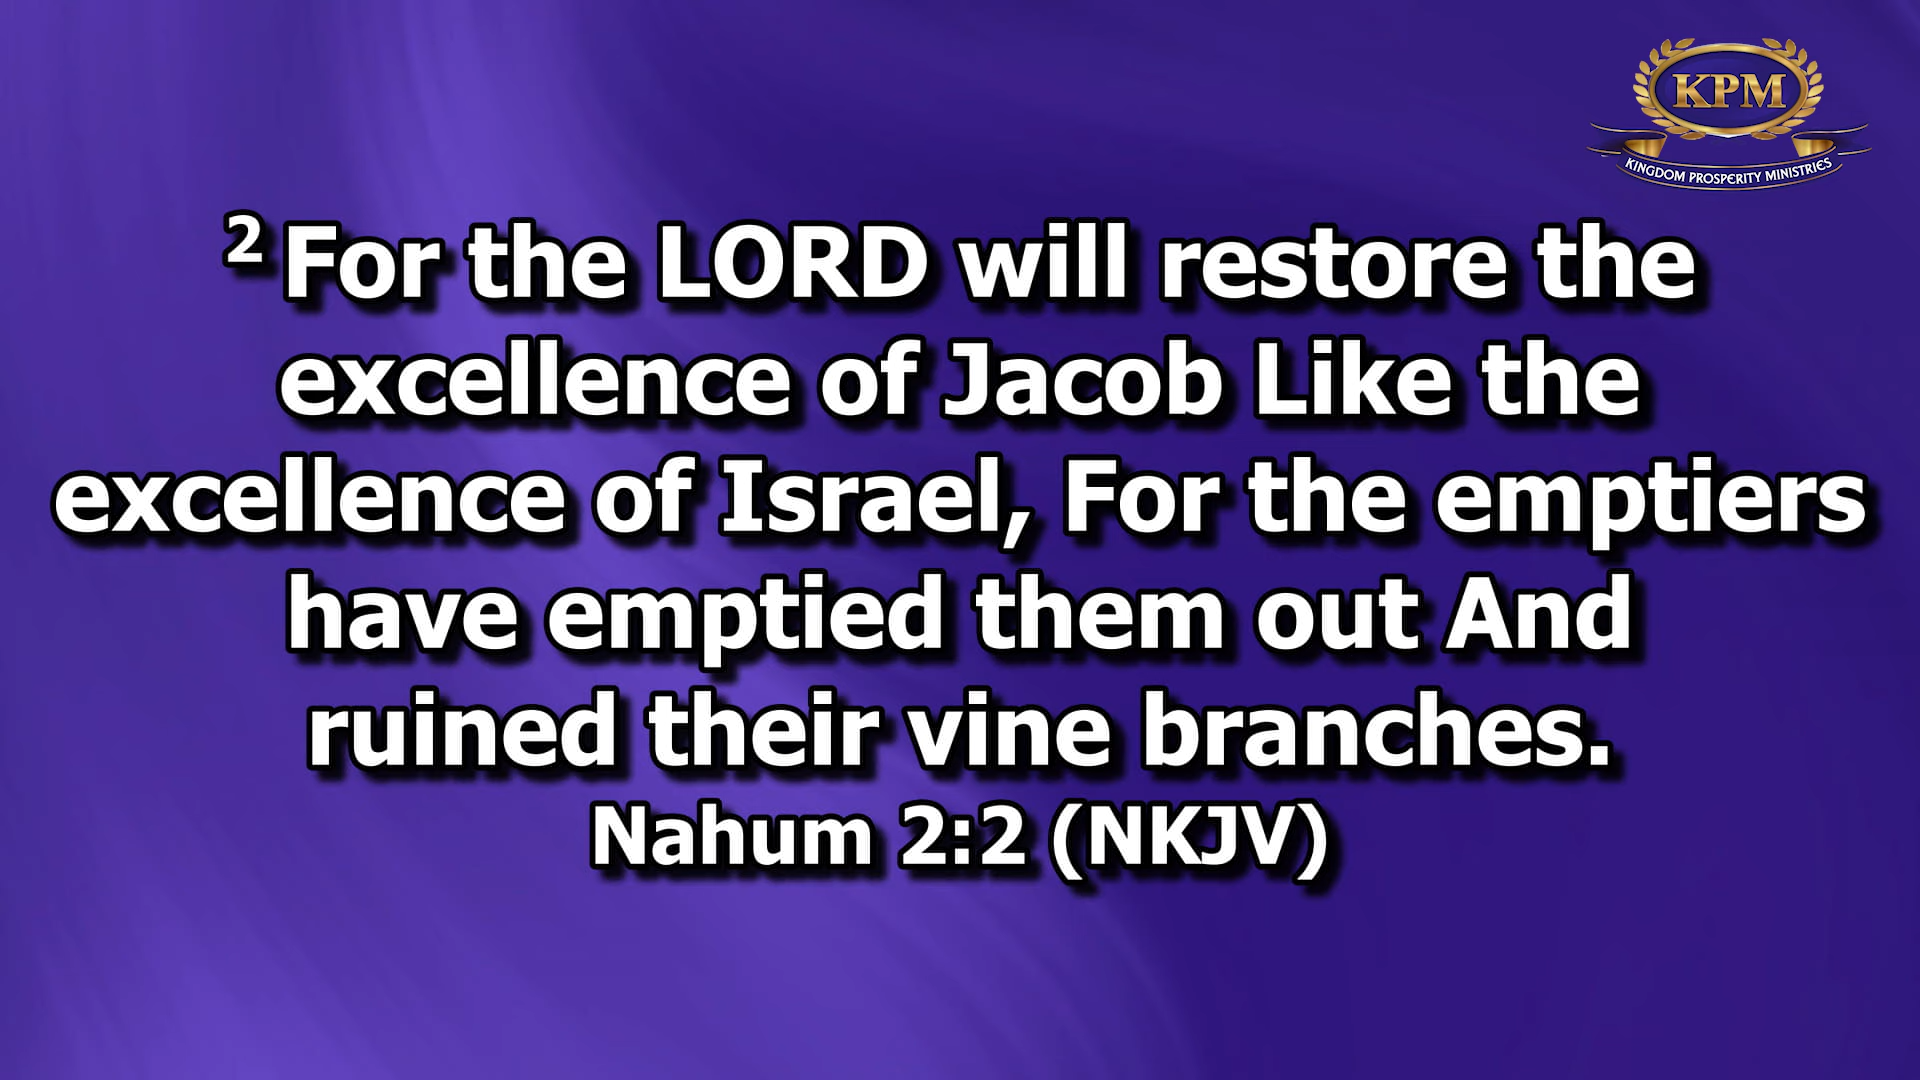 KPM
KINGDOM PROSPERITY MINISTRIES
2 For the LORD will restore the
excellence of Jacob Like the
excellence of Israel, For the emptiers
have emptied them out And
ruined their vine branches.
Nahum 2:2 (NKJV)